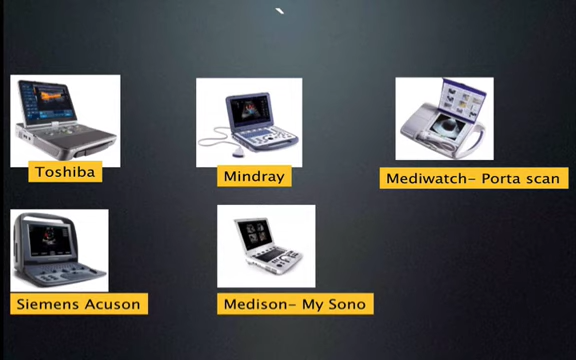 Toshiba
Mindray
Mediwatch- Porta scan
Siemens Acuson
Medison- My Sono